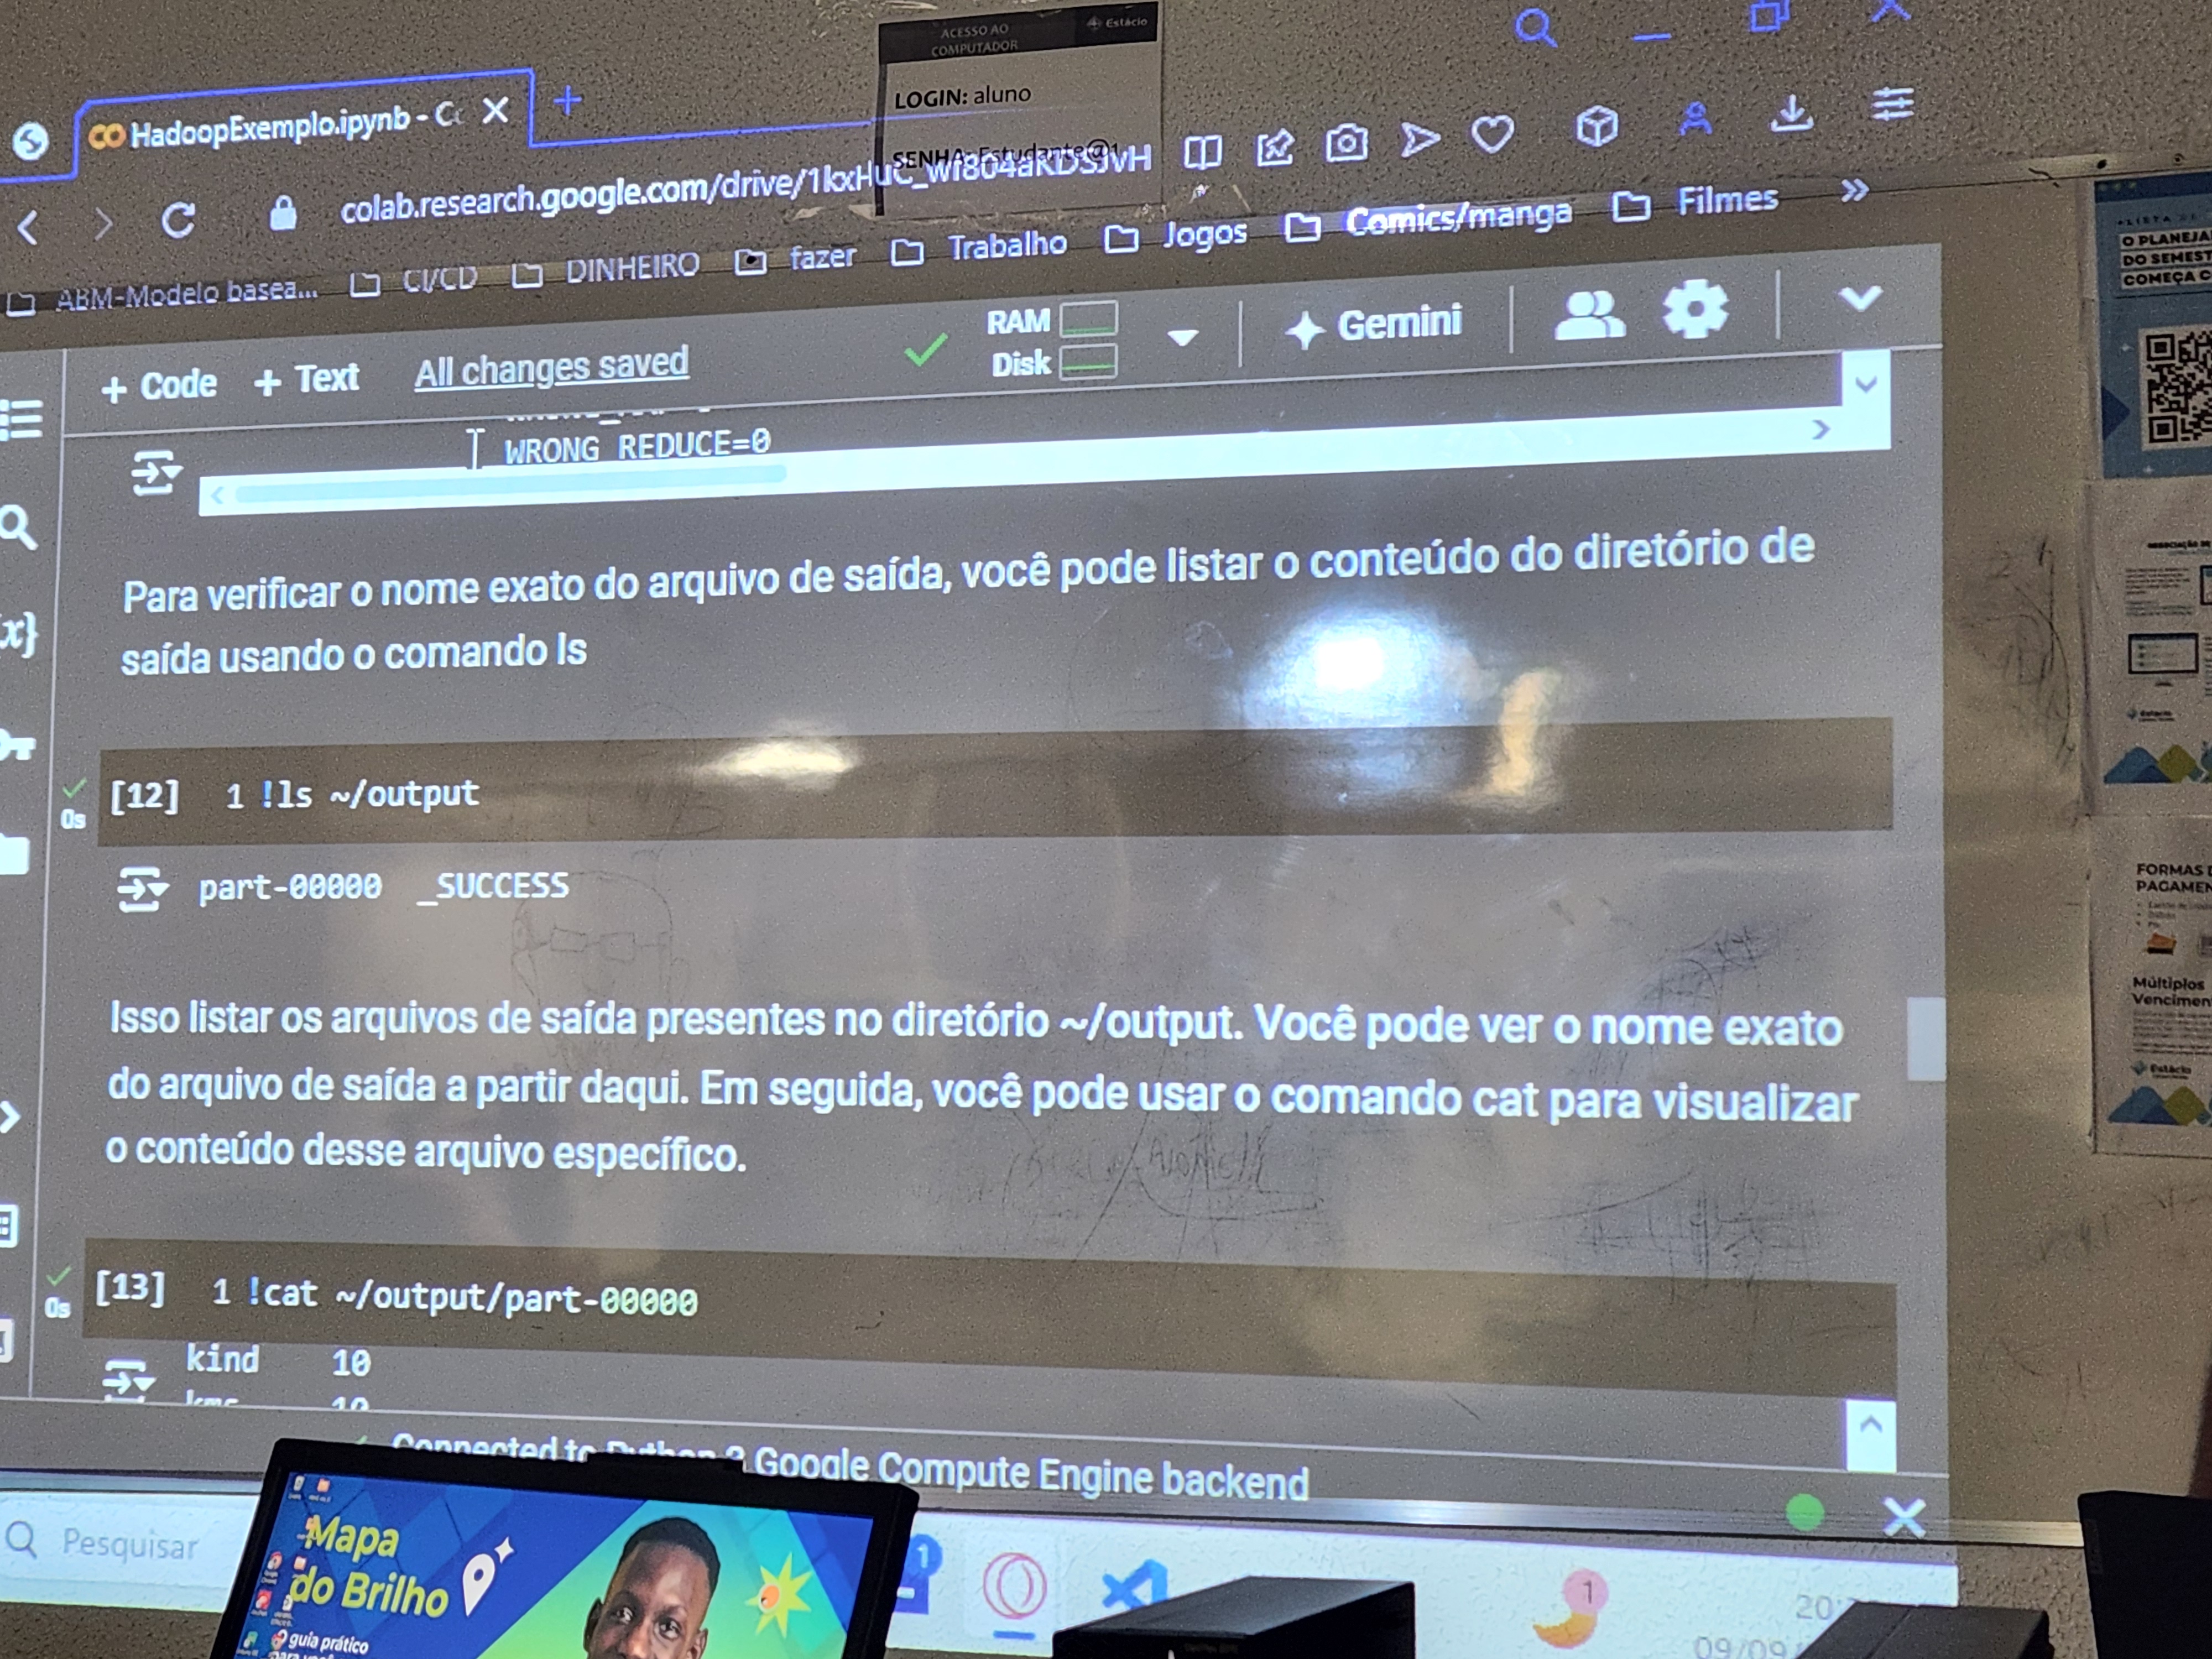 ACESSO AO
COMPUTADOR
Estácio
LOGIN: aluno
SENHA: Estudante@1
HadoopExemplo.ipynb - Co
colab.research.google.com/drive/
ABM-Modelo basea...
CI/CD
DINHEIRO
fazer
Trabalho
Jogos
Comics/manga
Filmes
+ Code
+ Text
All changes saved
RAM
Disk
Gemini
WRONG_REDUCE=0
Para verificar o nome exato do arquivo de saída, você pode listar o conteúdo do diretório de
saída usando o comando ls
[12] 1 !ls ~/output
0s
part-00000 _SUCCESS
Isso listar os arquivos de saída presentes no diretório ~/output. Você pode ver o nome exato
do arquivo de saída a partir daqui. Em seguida, você pode usar o comando cat para visualizar
o conteúdo desse arquivo específico.
[13] 1 !cat ~/output/part-00000
0s
kind 10
Connected to Python 3 Google Compute Engine backend
Pesquisar
Mapa
do Brilho
guia prático
1
1
20:
09/09
O PLANEJA
DO SEMEST
COMEÇA
Estácio
FORMAS D
PAGAMEN
Múltiplos
Vencimen
Estácio